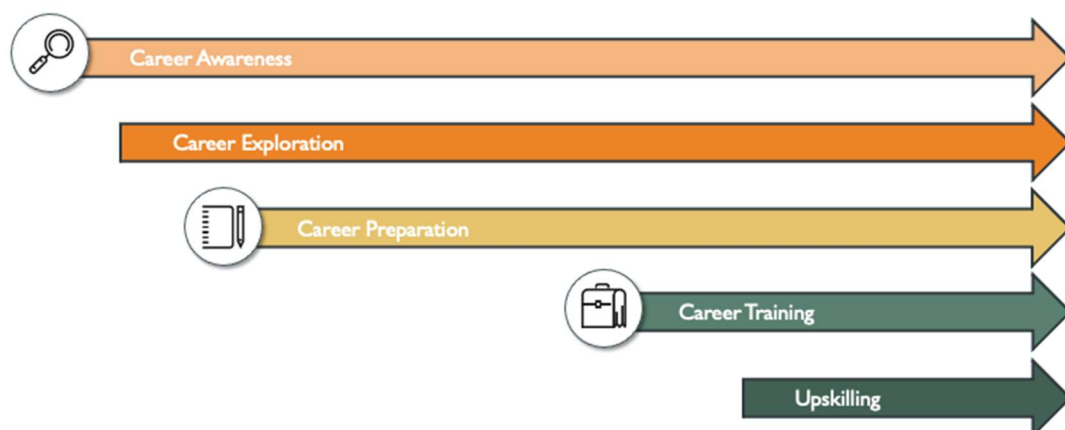 Career Awareness
Career Exploration
Career Preparation
Career Training
Upskilling